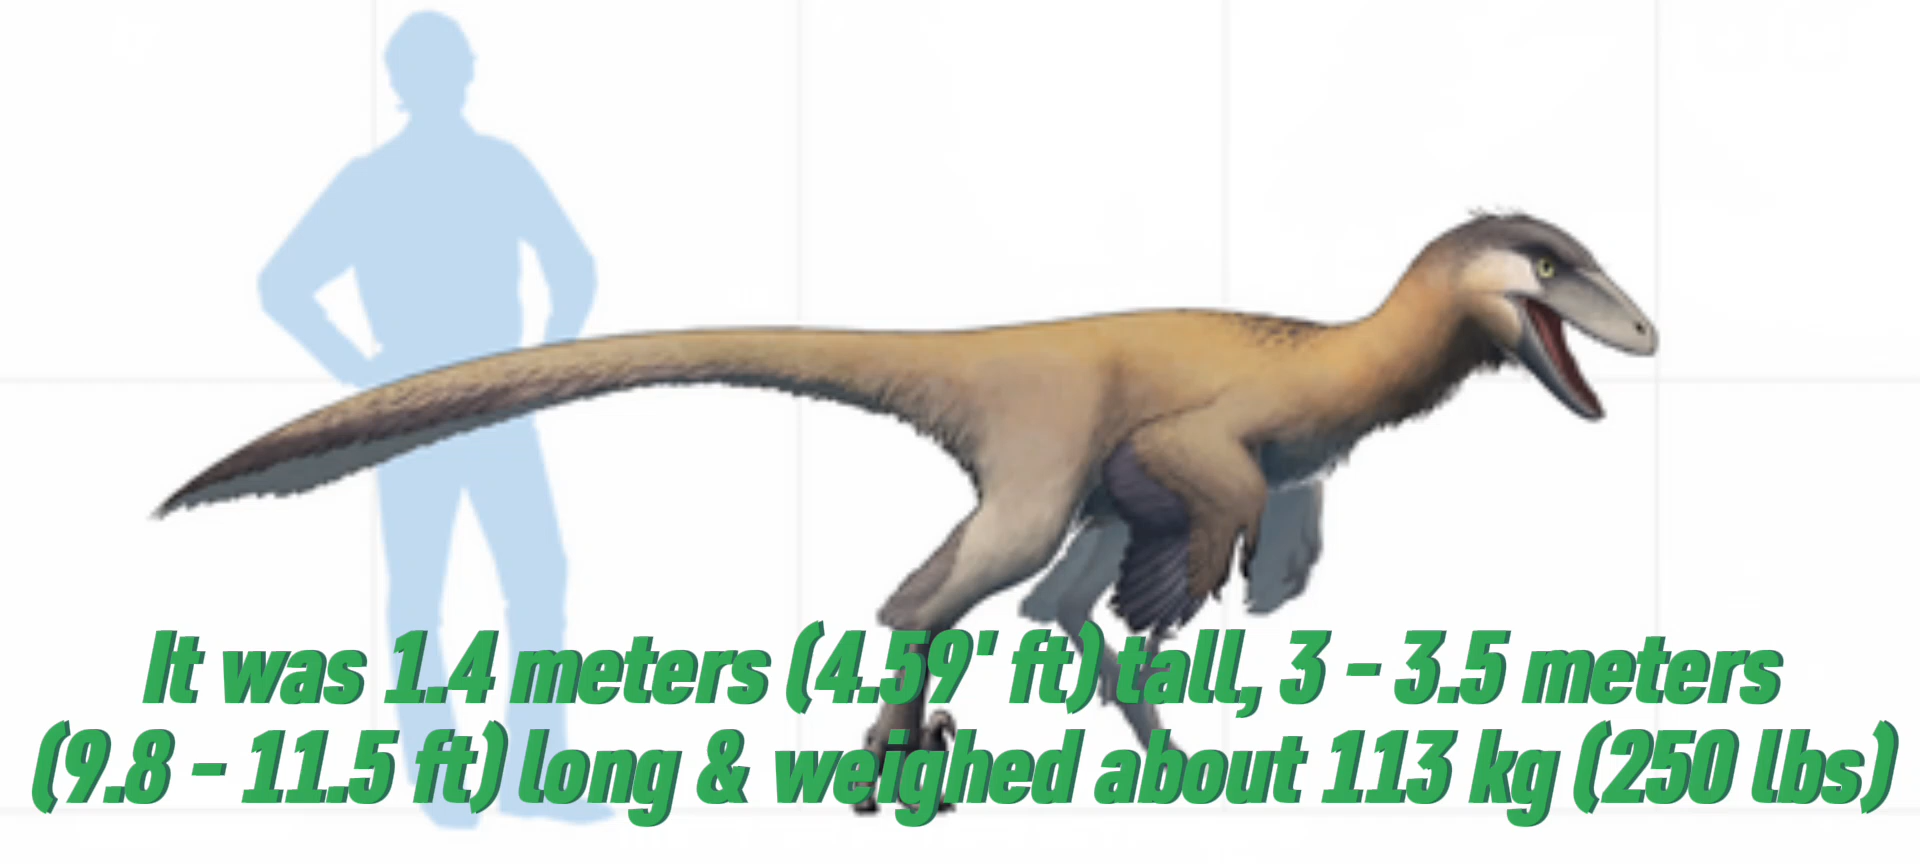 It was 1.4 meters (4.59' ft) tall, 3 - 3.5 meters
(9.8 - 11.5 ft) long & weighed about 113 kg (250 lbs)